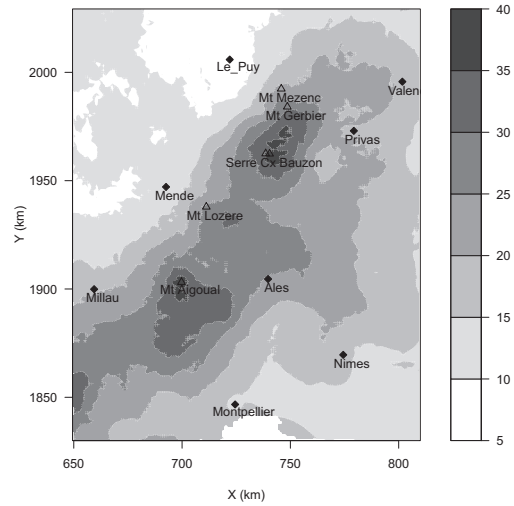 40
2000
Le_Puy
Mt Mezenc
Valen
Mt Gerbier
35
Privas
Serre Cx Bauzon
30
1950
Mende
Mt Lozere
25
Y (km)
20
1900
Mt Aigoual
Ales
Millau
15
Nimes
10
1850
Montpellier
5
650
700
750
800
X (km)